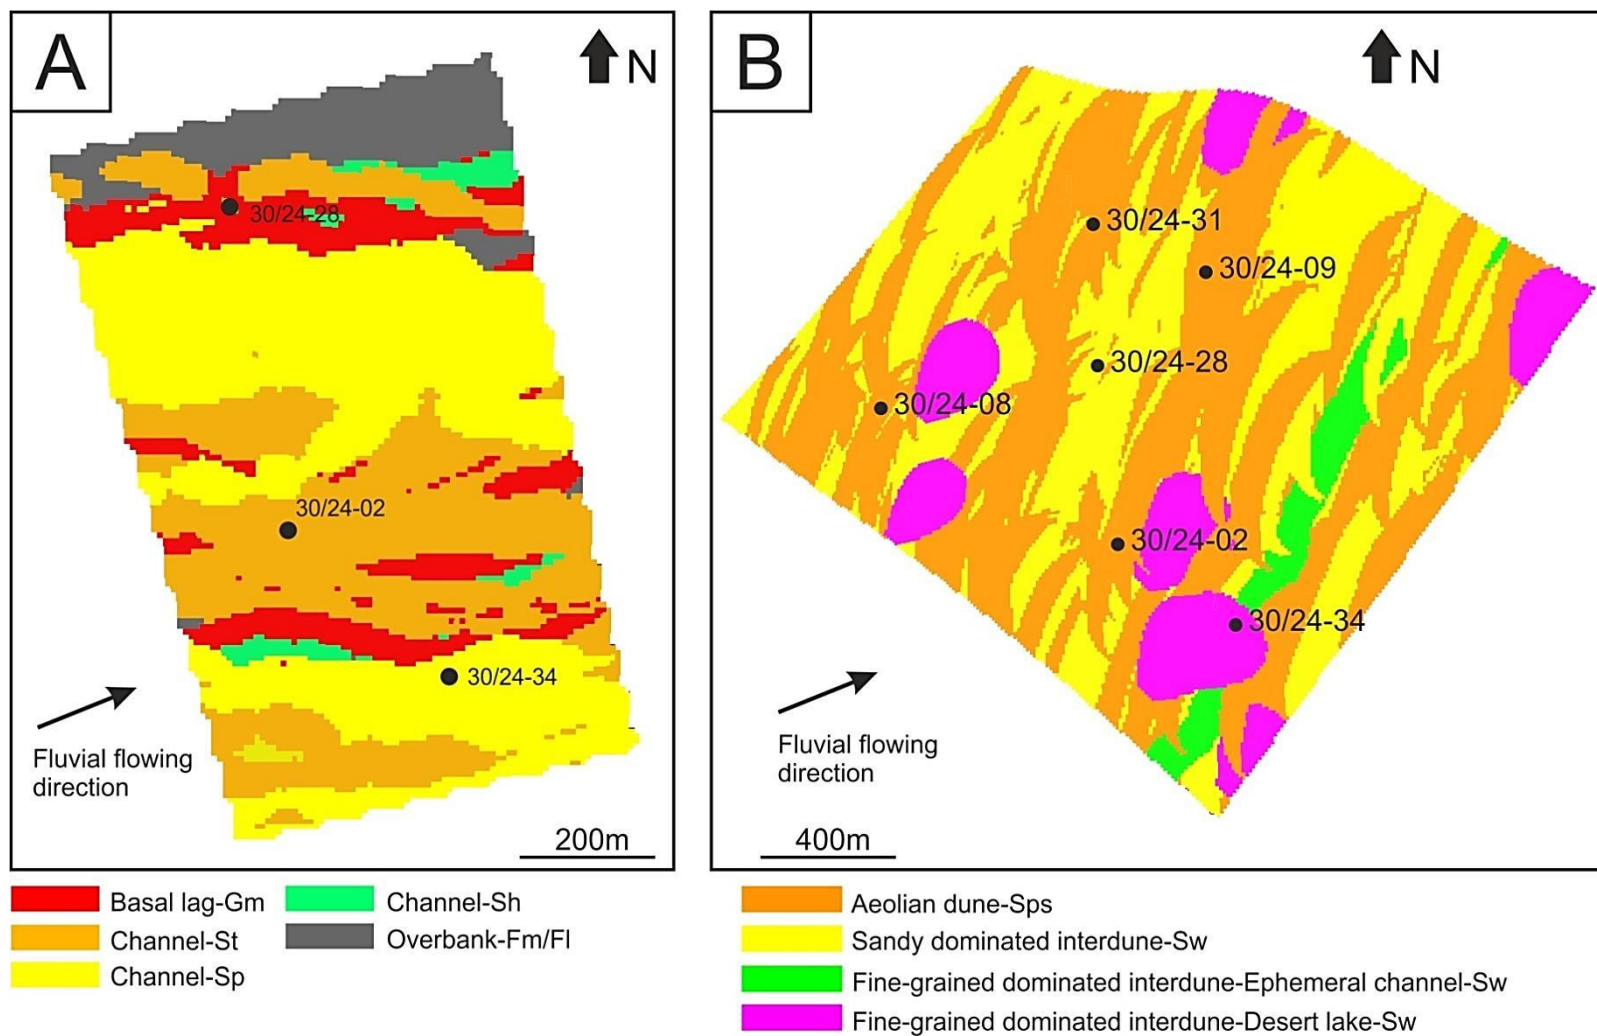 A
N
30/24-28
30/24-02
30/24-34
Fluvial flowing
direction
200m
B
N
30/24-31
30/24-09
30/24-28
30/24-08
30/24-02
30/24-34
Fluvial flowing
direction
400m
Basal lag-Gm
Channel-St
Channel-Sp
Channel-Sh
Overbank-Fm/Fl
Aeolian dune-Sps
Sandy dominated interdune-Sw
Fine-grained dominated interdune-Ephemeral channel-Sw
Fine-grained dominated interdune-Desert lake-Sw